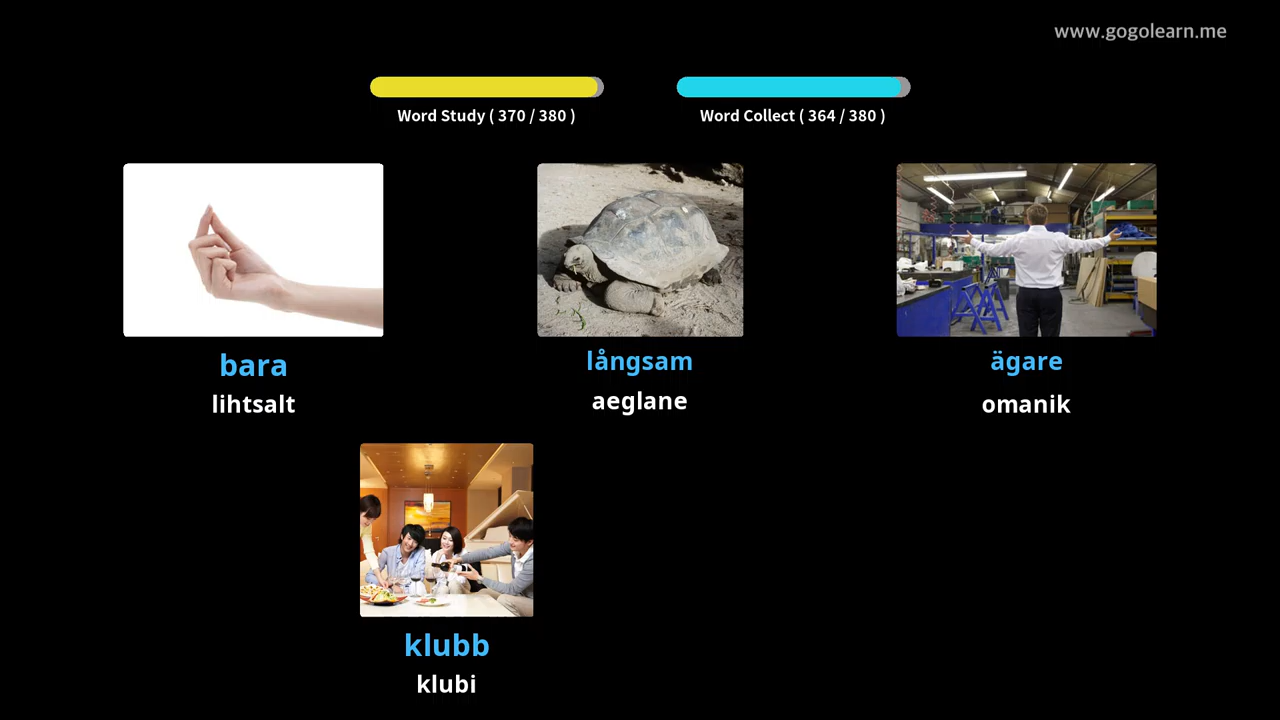 www.gogolearn.me
Word Study ( 370 / 380 )
Word Collect ( 364 / 380 )
bara
lihtsalt
långsam
aeglane
ägare
omanik
klubb
klubi